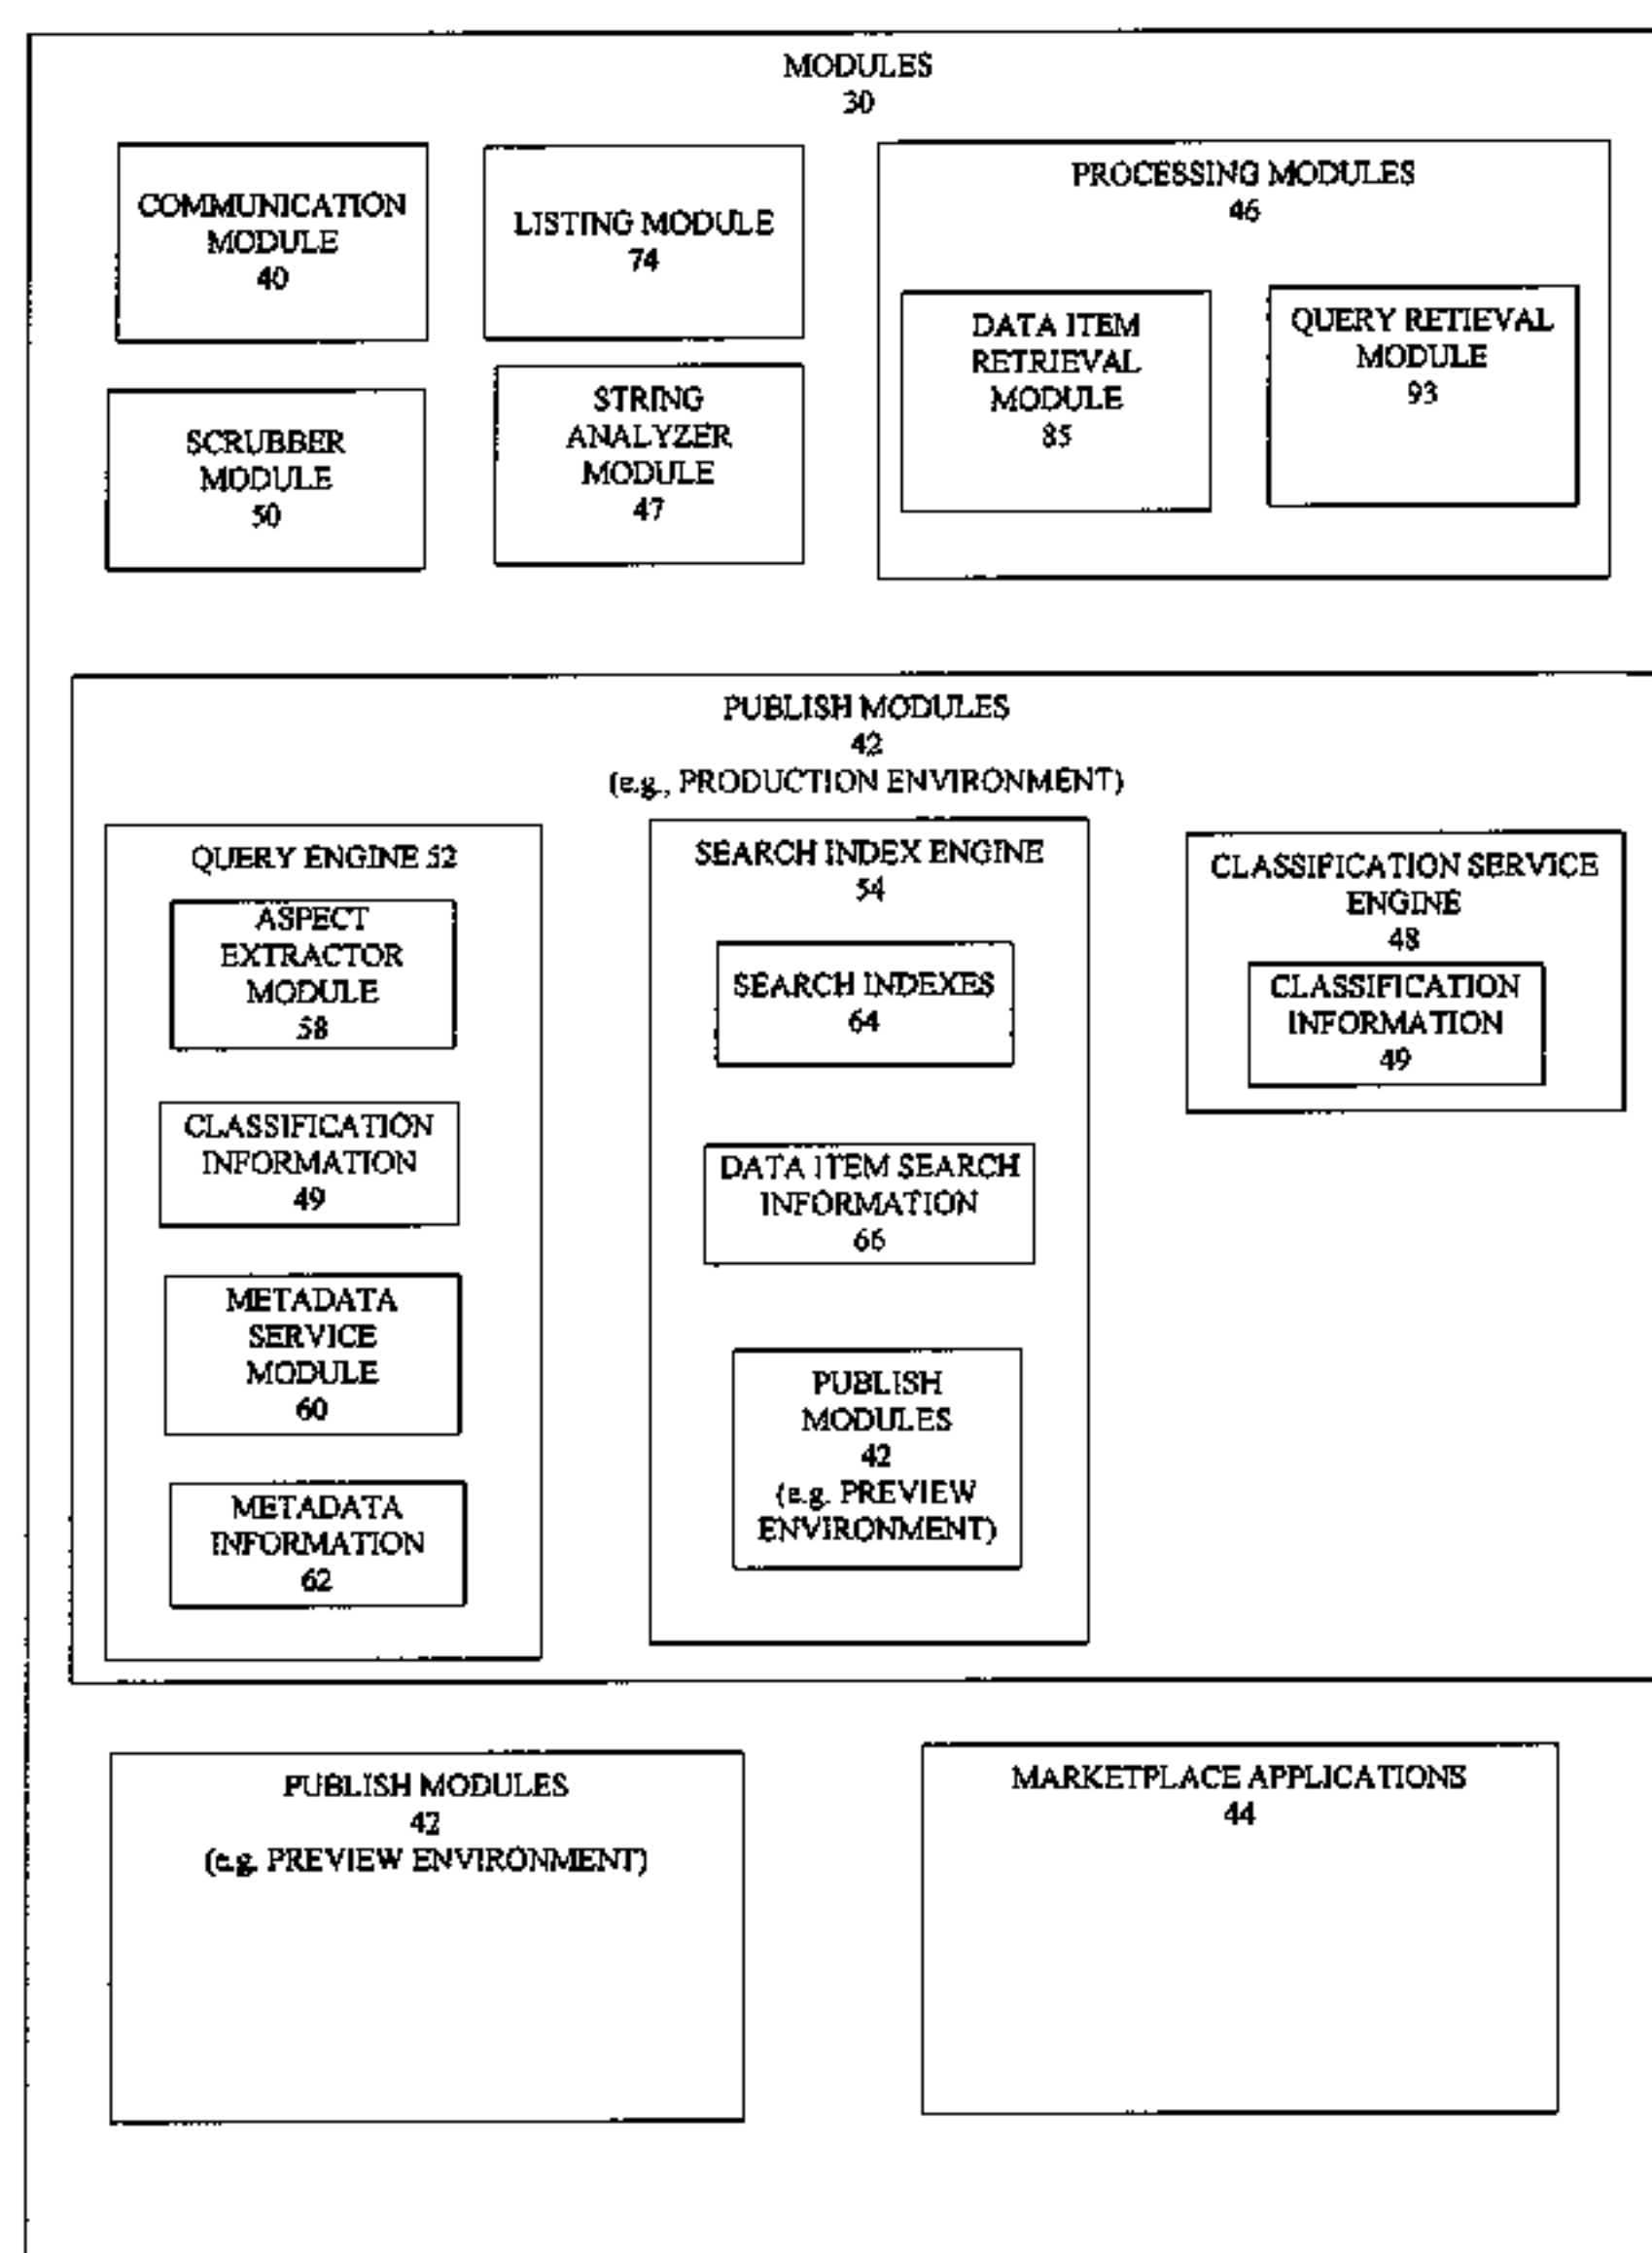 MODULES
30
COMMUNICATION
MODULE
40
LISTING MODULE
74
PROCESSING MODULES
46
DATA ITEM
RETRIEVAL
MODULE
85
QUERY RETIEVAL
MODULE
93
SCRUBBER
MODULE
50
STRING
ANALYZER
MODULE
47
PUBLISH MODULES
42
(e.g., PRODUCTION ENVIRONMENT)
QUERY ENGINE 52
ASPECT
EXTRACTOR
MODULE
58
CLASSIFICATION
INFORMATION
49
METADATA
SERVICE
MODULE
60
METADATA
INFORMATION
62
SEARCH INDEX ENGINE
54
SEARCH INDEXES
64
DATA ITEM SEARCH
INFORMATION
66
PUBLISH
MODULES
42
(e.g. PREVIEW
ENVIRONMENT)
CLASSIFICATION SERVICE
ENGINE
48
CLASSIFICATION
INFORMATION
49
PUBLISH MODULES
42
(e.g. PREVIEW ENVIRONMENT)
MARKETPLACE APPLICATIONS
44